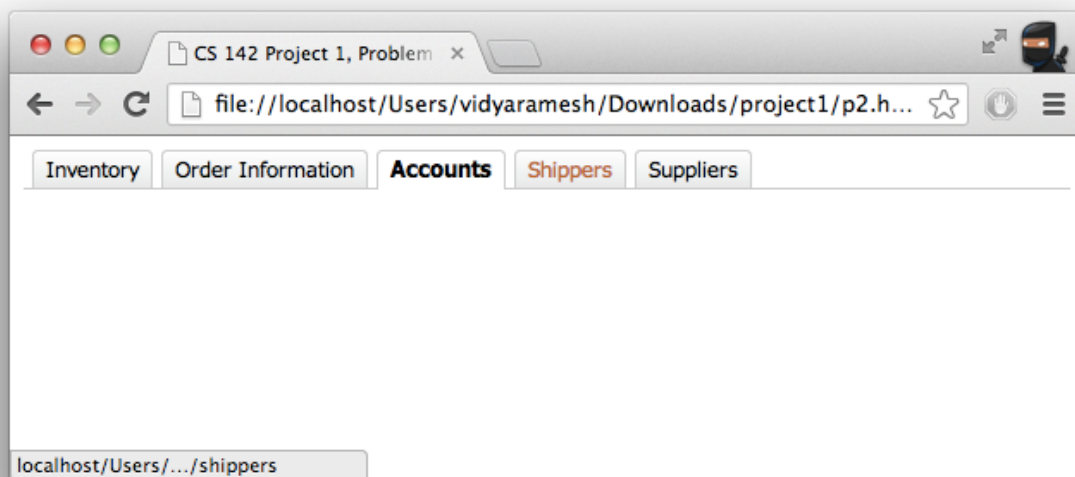 CS 142 Project 1, Problem
file://localhost/Users/vidyaramesh/Downloads/project1/p2.h...
Inventory Order Information Accounts Shippers Suppliers
localhost/Users/.../shippers